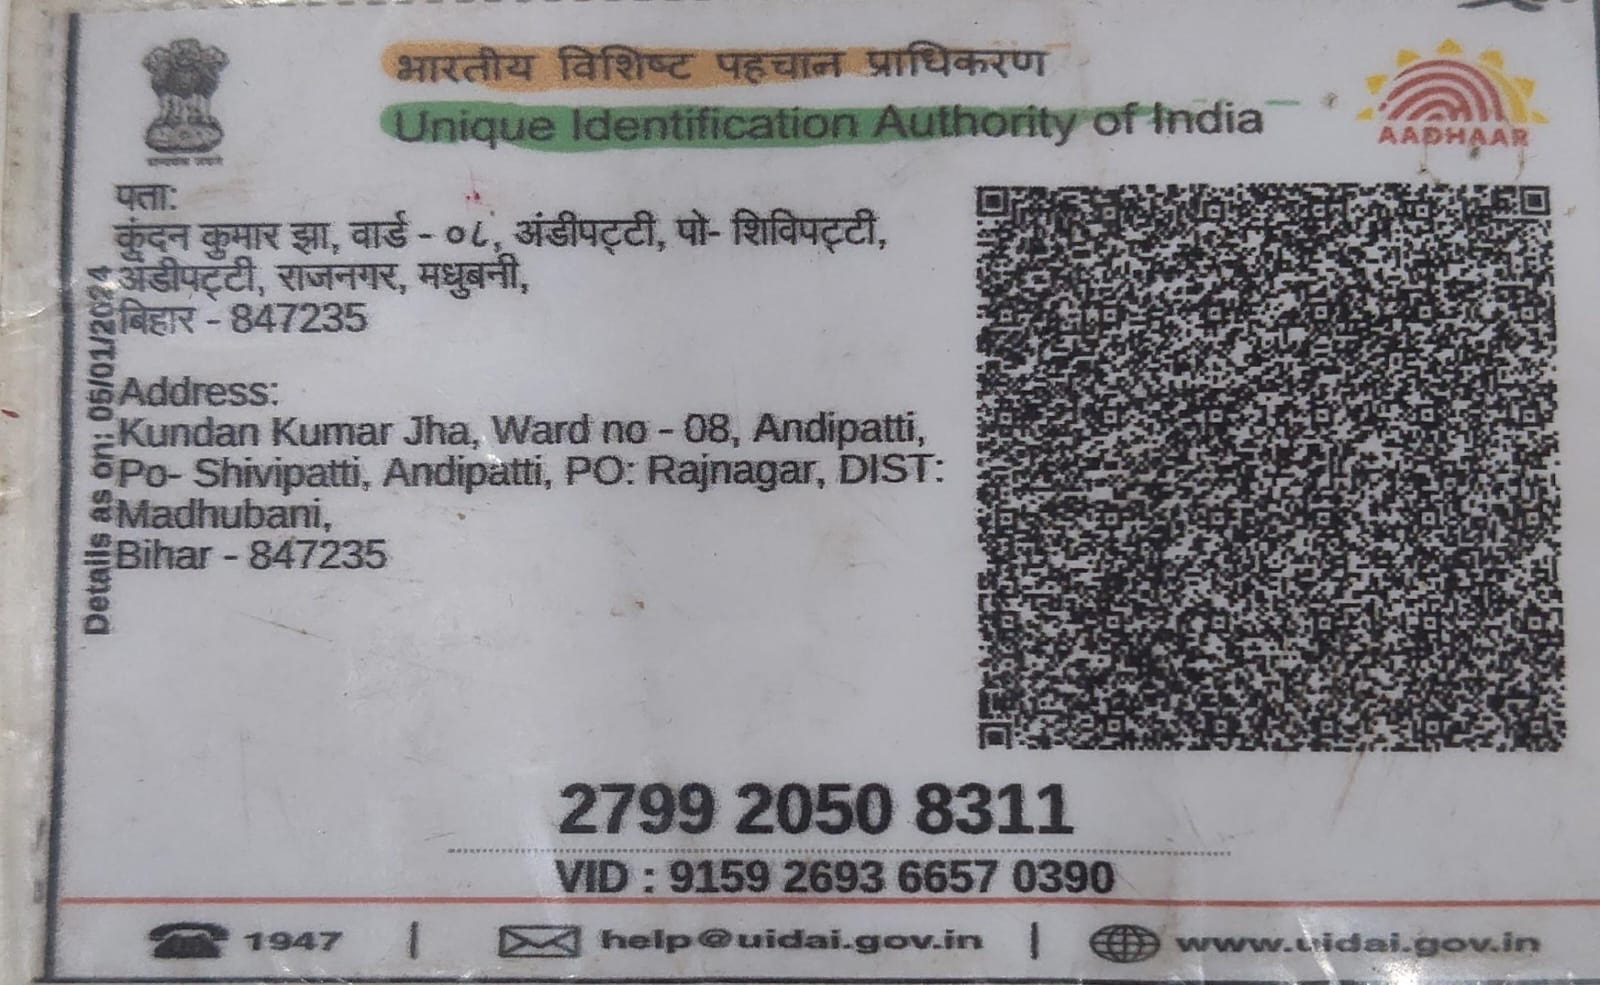 भारतीय विशिष्ट पहचान प्राधिकरण
Unique Identification Authority of India
AADHAAR
पता:
कुंदन कुमार झा, वार्ड - ०८, अंडीपट्टी, पो- शिविपट्टी,
अंडीपट्टी, राजनगर, मधुबनी,
बिहार - 847235
Address:
Kundan Kumar Jha, Ward no - 08, Andipatti,
Po- Shivipatti, Andipatti, PO: Rajnagar, DIST:
Madhubani,
Bihar - 847235
Details as on: 05/01/2024
2799 2050 8311
VID : 9159 2693 6657 0390
1947 | help@uidai.gov.in | www.uidai.gov.in